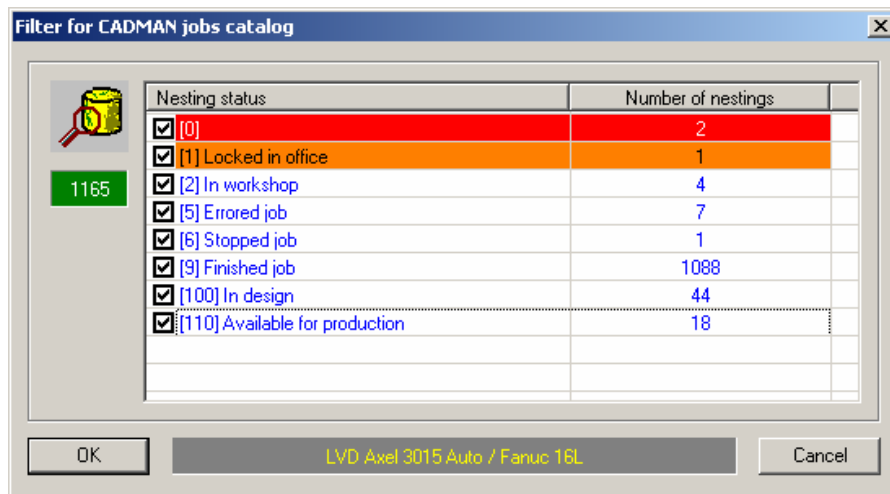 Filter for CADMAN jobs catalog
Nesting status Number of nestings
[0] 2
[1] Locked in office 1
1165
[2] In workshop 4
[5] Errored job 7
[6] Stopped job 1
[9] Finished job 1088
[100] In design 44
[110] Available for production 18
OK LVD Axel 3015 Auto / Fanuc 16L Cancel